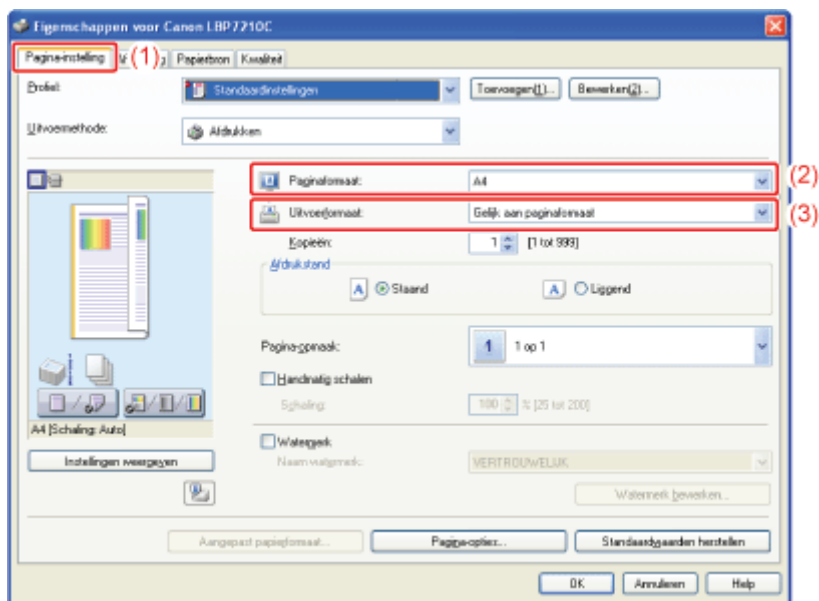 Eigenschappen voor Canon LBP7210C
Pagina-instelling (1) Papierbron Kwaliteit
Profiel: Standaardinstellingen Toevoegen(1)... Bewerken(2)...
Uitvoermethode: Afdrukken
Paginaformaat: A4 (2)
Uitvoerformaat: Gelijk aan paginaformaat (3)
Kopieën: 1 [1 tot 999]
Afdrukstand
A Staand A Liggend
Pagina-opmaak: 1 1 op 1
Handmatig schalen
Schaling: 100 % [25 tot 200]
A4 [Schaling: Auto]
Watermerk
Instellingen weergeven
Naam watermerk: VERTROUWELIJK
Watermerk bewerken...
Aangepast papierformaat... Pagina-opties... Standaardwaarden herstellen
OK Annuleren Help